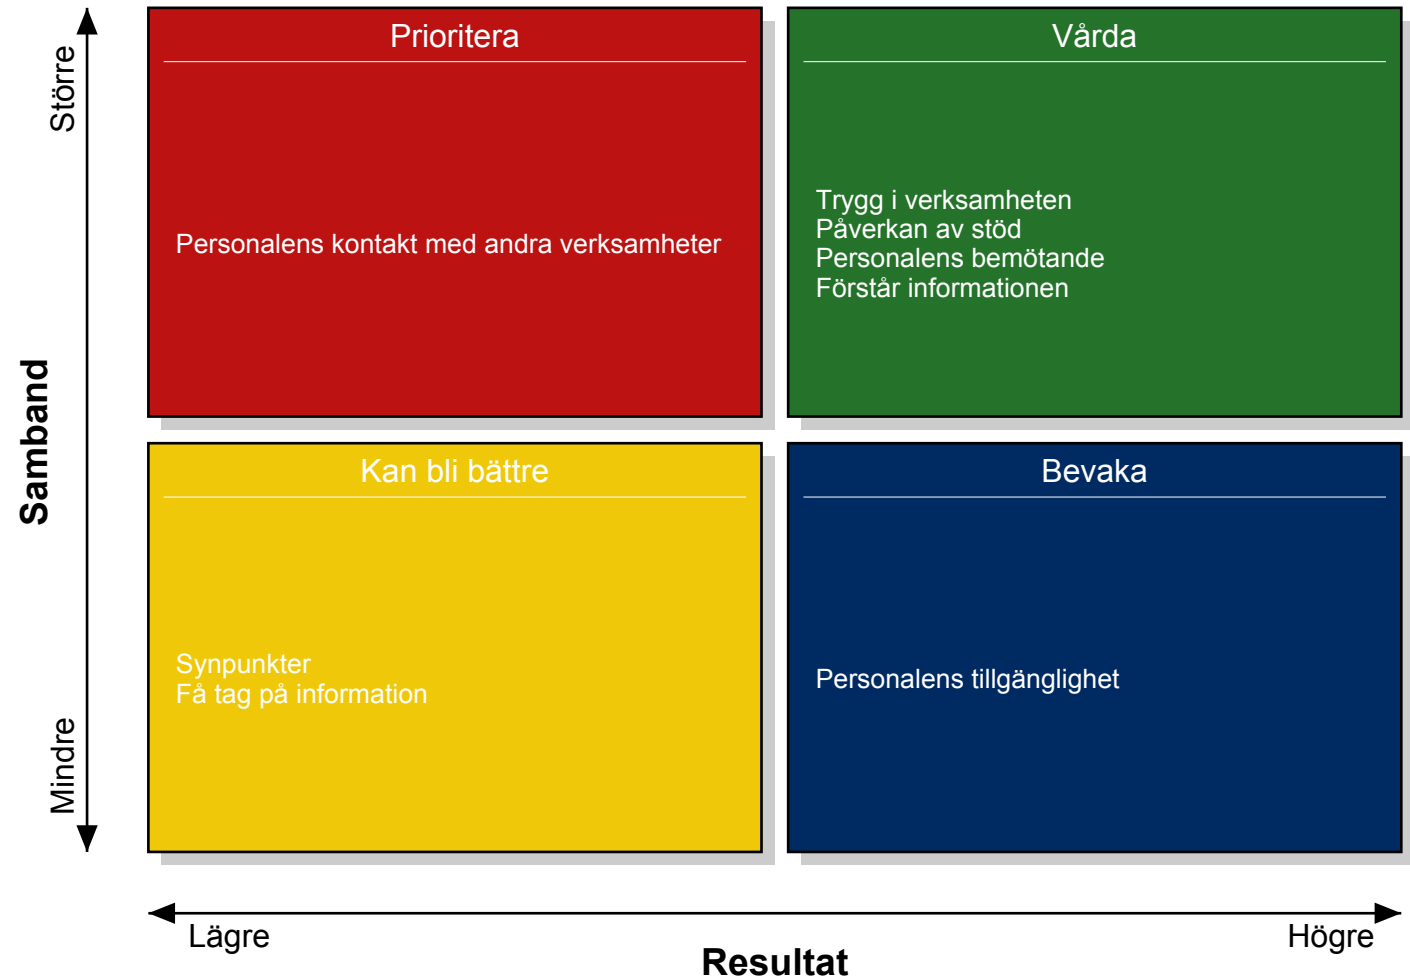 Större
Samband
Mindre
Prioritera
Personalens kontakt med andra verksamheter
Vårda
Trygg i verksamheten
Påverkan av stöd
Personalens bemötande
Förstår informationen
Kan bli bättre
Synpunkter
Få tag på information
Bevaka
Personalens tillgänglighet
Lägre
Resultat
Högre